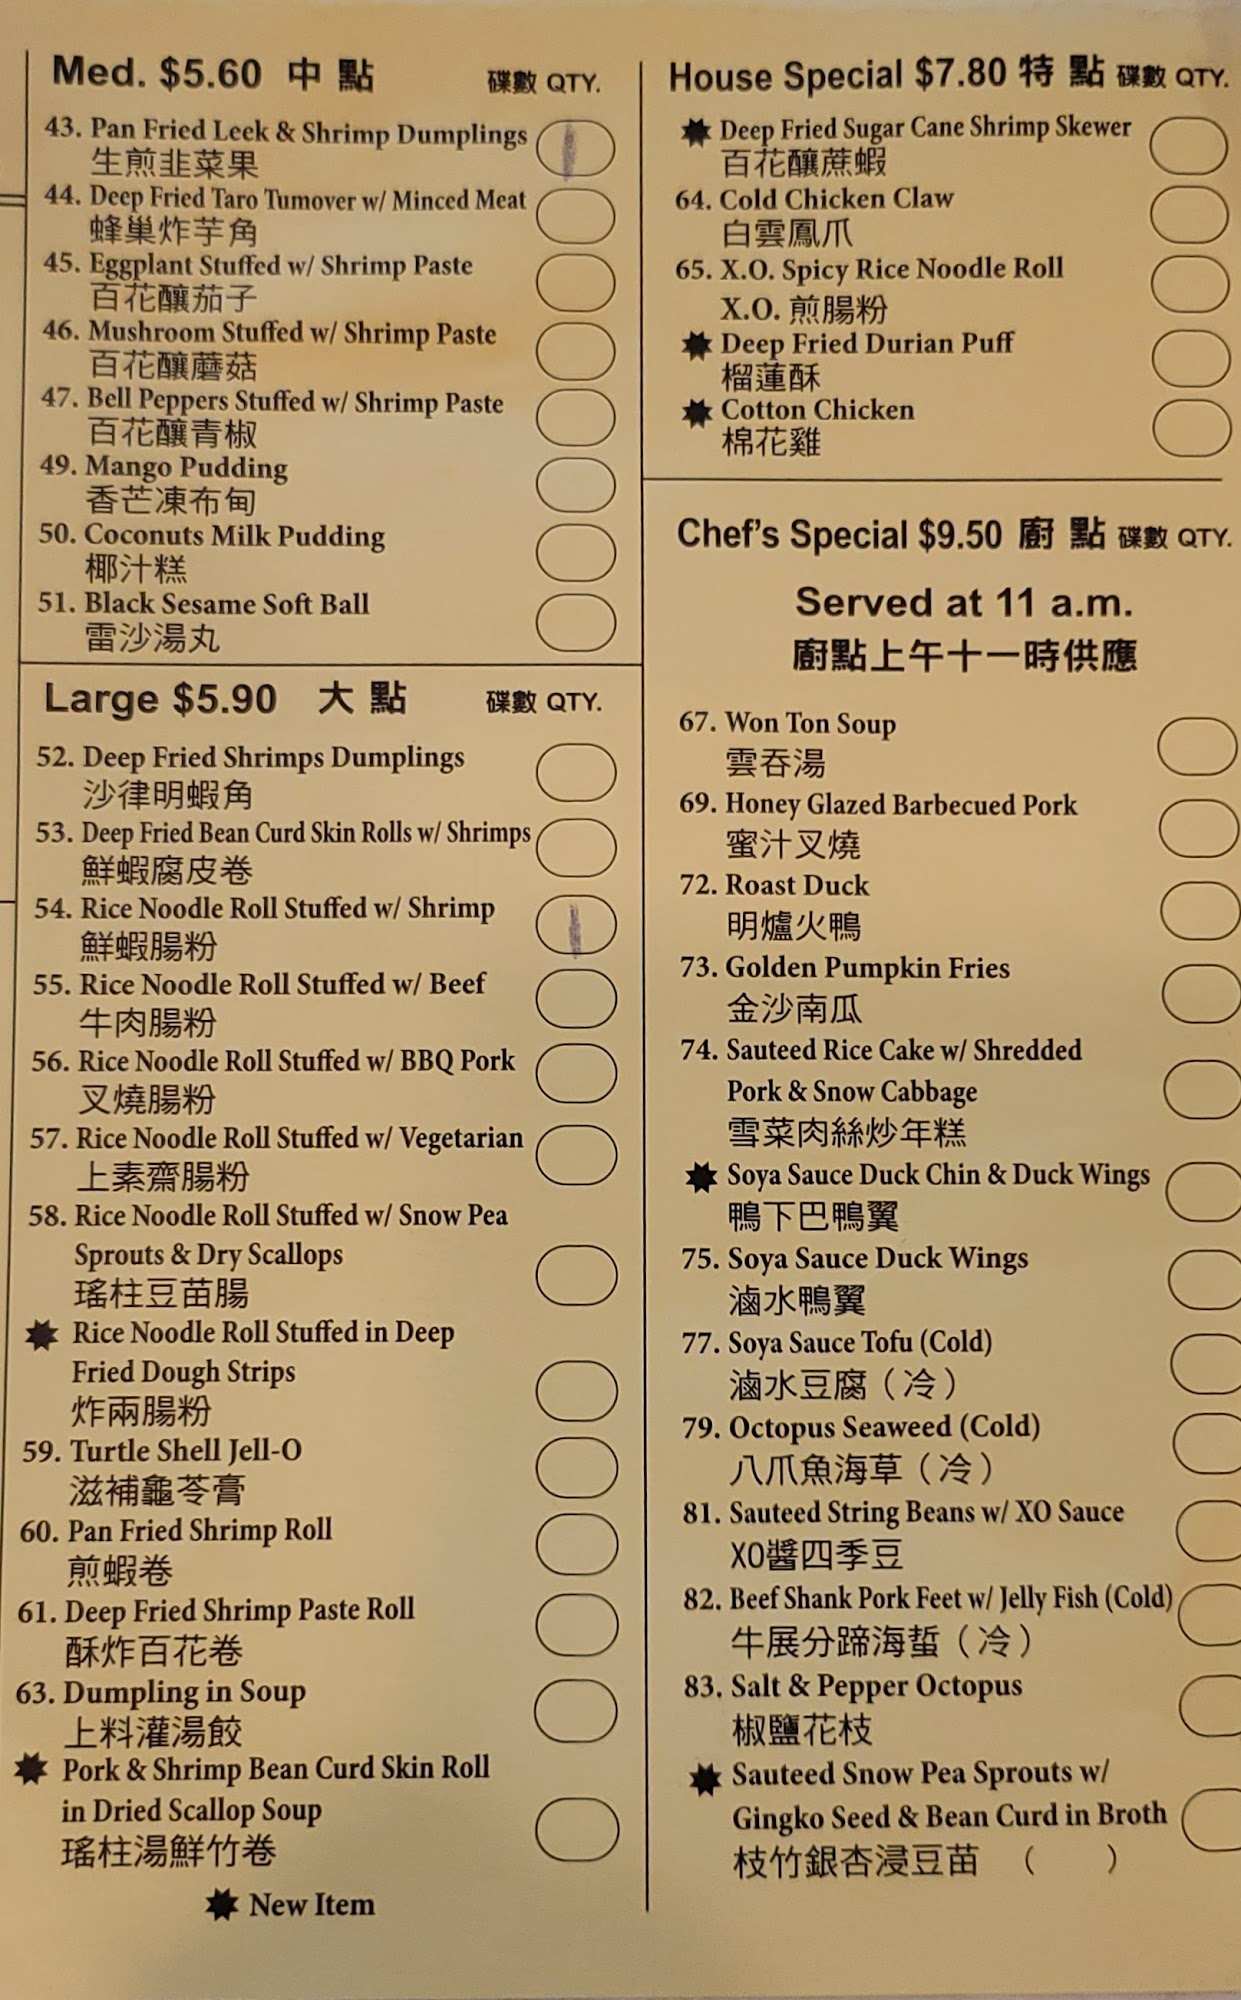 Med. $5.60 中 點 碟數 QTY.
43. Pan Fried Leek & Shrimp Dumplings
生煎韭菜果
44. Deep Fried Taro Turnover w/ Minced Meat
蜂巢炸芋角
45. Eggplant Stuffed w/ Shrimp Paste
百花釀茄子
46. Mushroom Stuffed w/ Shrimp Paste
百花釀蘑菇
47. Bell Peppers Stuffed w/ Shrimp Paste
百花釀青椒
49. Mango Pudding
香芒凍布甸
50. Coconuts Milk Pudding
椰汁糕
51. Black Sesame Soft Ball
雷沙湯丸
Large $5.90 大 點 碟數 QTY.
52. Deep Fried Shrimps Dumplings
沙律明蝦角
53. Deep Fried Bean Curd Skin Rolls w/ Shrimps
鮮蝦腐皮卷
54. Rice Noodle Roll Stuffed w/ Shrimp
鮮蝦腸粉
55. Rice Noodle Roll Stuffed w/ Beef
牛肉腸粉
56. Rice Noodle Roll Stuffed w/ BBQ Pork
叉燒腸粉
57. Rice Noodle Roll Stuffed w/ Vegetarian
上素齋腸粉
58. Rice Noodle Roll Stuffed w/ Snow Pea
Sprouts & Dry Scallops
瑤柱豆苗腸
Rice Noodle Roll Stuffed in Deep
Fried Dough Strips
炸兩腸粉
59. Turtle Shell Jell-O
滋補龜苓膏
60. Pan Fried Shrimp Roll
煎蝦卷
61. Deep Fried Shrimp Paste Roll
酥炸百花卷
63. Dumpling in Soup
上料灌湯餃
Pork & Shrimp Bean Curd Skin Roll
in Dried Scallop Soup
瑤柱湯鮮竹卷
New Item
House Special $7.80 特 點 碟數 QTY.
Deep Fried Sugar Cane Shrimp Skewer
百花釀蔗蝦
64. Cold Chicken Claw
白雲鳳爪
65. X.O. Spicy Rice Noodle Roll
X.O. 煎腸粉
Deep Fried Durian Puff
榴蓮酥
Cotton Chicken
棉花雞
Chef's Special $9.50 廚 點 碟數 QTY.
Served at 11 a.m.
廚點上午十一時供應
67. Won Ton Soup
雲吞湯
69. Honey Glazed Barbecued Pork
蜜汁叉燒
72. Roast Duck
明爐火鴨
73. Golden Pumpkin Fries
金沙南瓜
74. Sauteed Rice Cake w/ Shredded
Pork & Snow Cabbage
雪菜肉絲炒年糕
Soya Sauce Duck Chin & Duck Wings
鴨下巴鴨翼
75. Soya Sauce Duck Wings
滷水鴨翼
77. Soya Sauce Tofu (Cold)
滷水豆腐（冷）
79. Octopus Seaweed (Cold)
八爪魚海草（冷）
81. Sauteed String Beans w/ XO Sauce
XO醬四季豆
82. Beef Shank Pork Feet w/ Jelly Fish (Cold)
牛展分蹄海蜇（冷）
83. Salt & Pepper Octopus
椒鹽花枝
Sauteed Snow Pea Sprouts w/
Gingko Seed & Bean Curd in Broth
枝竹銀杏浸豆苗 （ ）